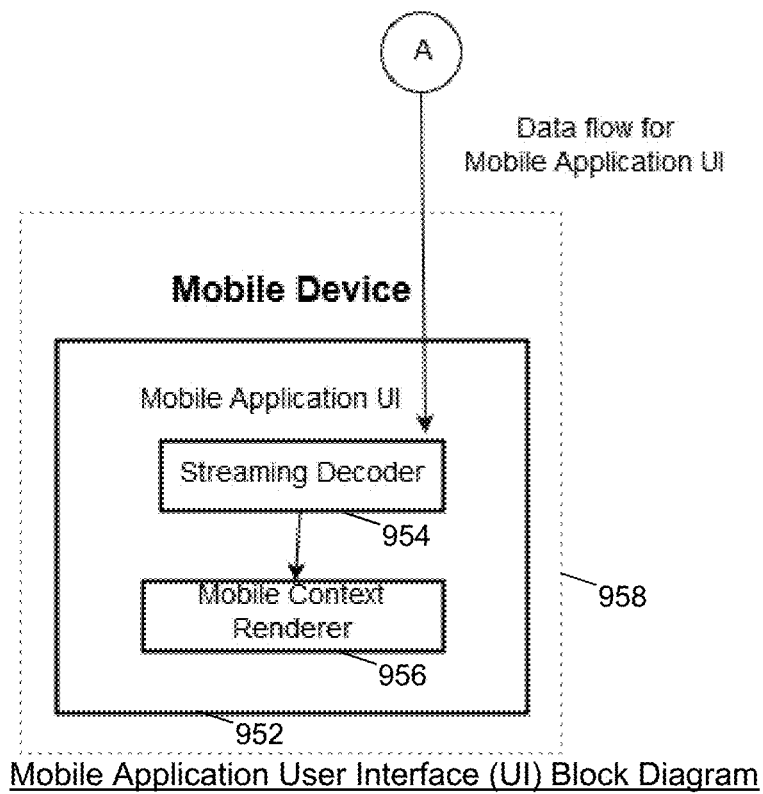 A
Data flow for
Mobile Application UI
Mobile Device
Mobile Application UI
Streaming Decoder
954
Mobile Context
Renderer
958
956
952
Mobile Application User Interface (UI) Block Diagram